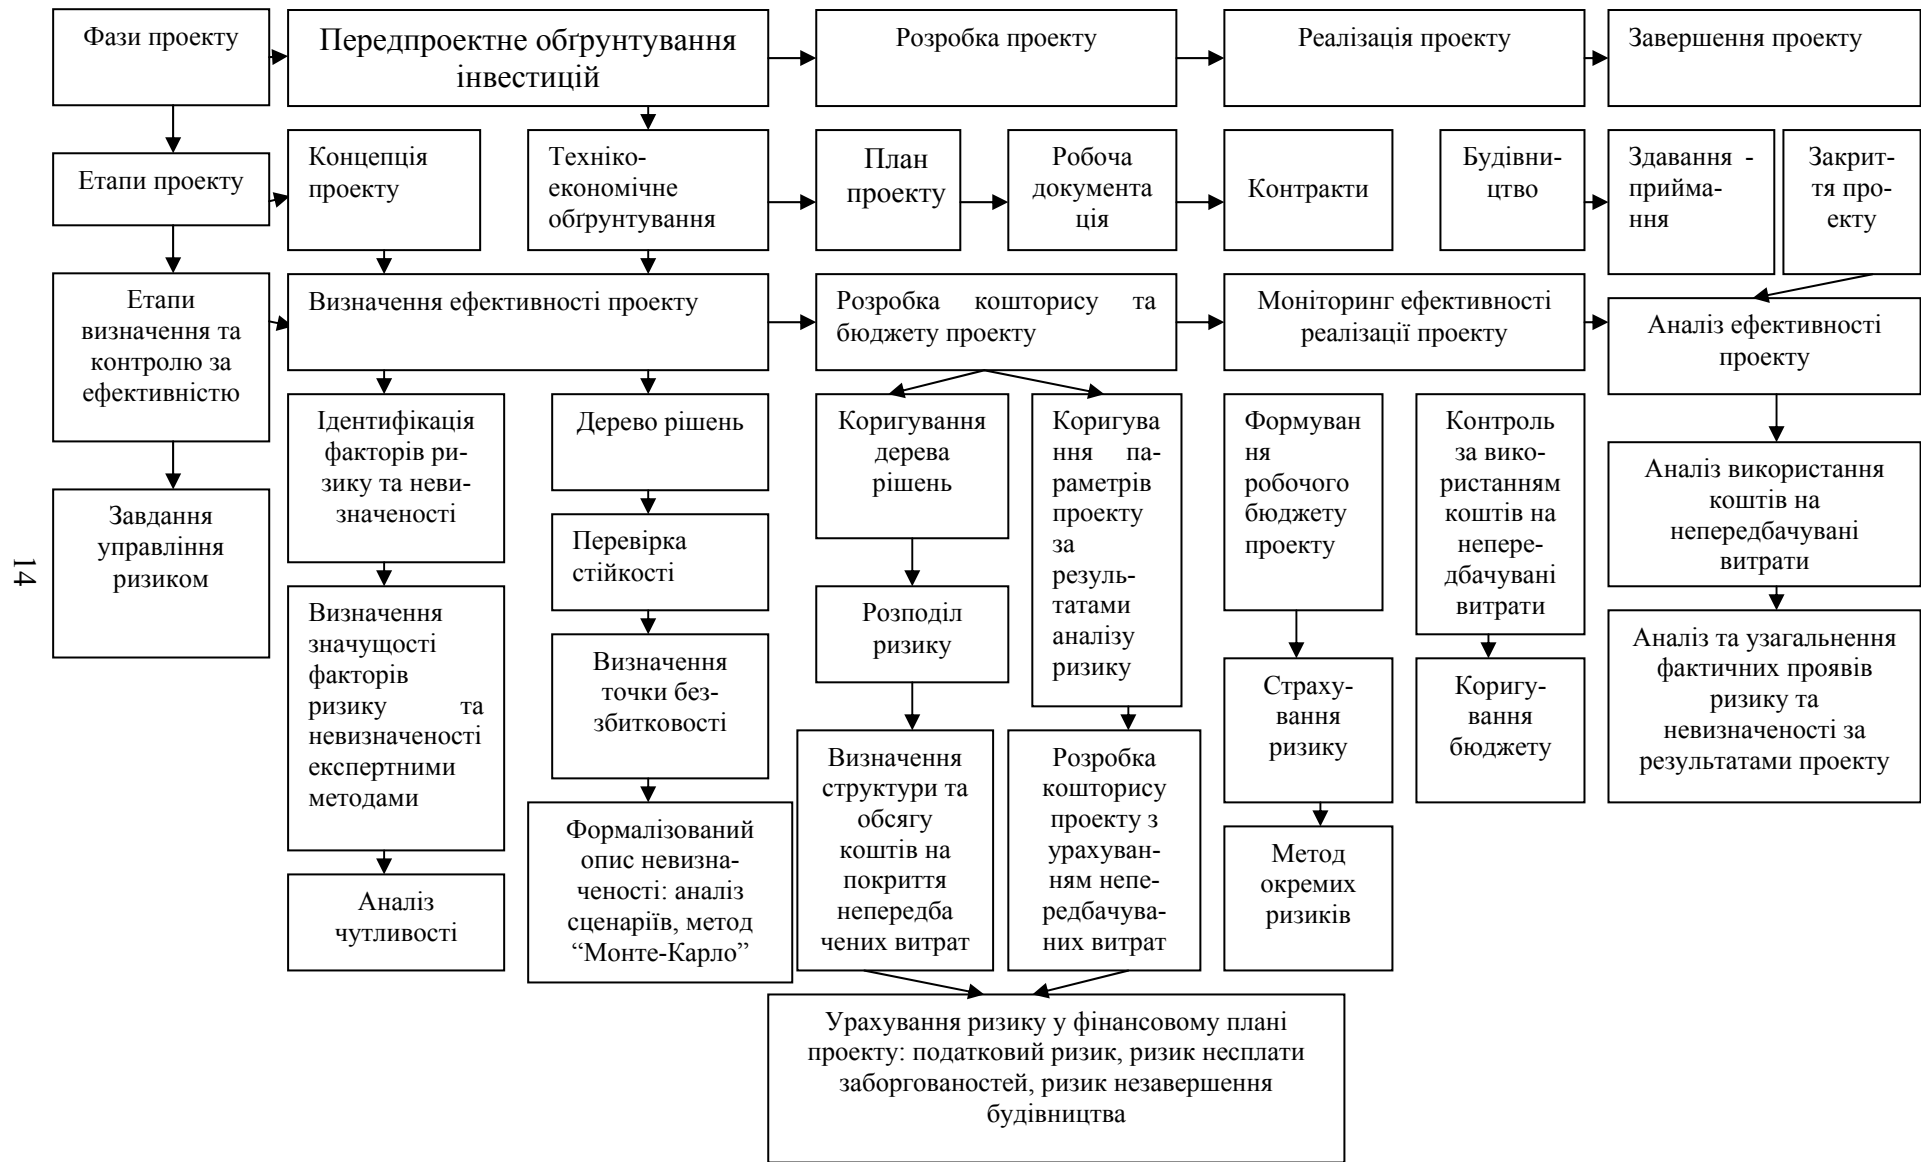 Фази проекту
Передпроектне обґрунтування
інвестицій
Розробка проекту
Реалізація проекту
Завершення проекту
Етапи проекту
Концепція
проекту
Техніко-
економічне
обґрунтування
План
проекту
Робоча
документа
ція
Контракти
Будівни-
цтво
Здавання -
прийма-
ння
Закрит-
тя про-
екту
Етапи
визначення та
контролю за
ефективністю
Визначення ефективності проекту
Розробка кошторису та
бюджету проекту
Моніторинг ефективності
реалізації проекту
Аналіз ефективності
проекту
Завдання
управління
ризиком
Ідентифікація
факторів ри-
зику та неви-
значеності
Дерево рішень
Коригування
дерева
рішень
Коригува
ння па-
раметрів
проекту
за
резуль-
татами
аналізу
ризику
Формуван
ня
робочого
бюджету
проекту
Контроль
за вико-
ристанням
коштів на
непере-
дбачувані
витрати
Аналіз використання
коштів на
непередбачувані
витрати
Перевірка
стійкості
Визначення
значущості
факторів
ризику та
невизначеності
експертними
методами
Розподіл
ризику
Визначення
точки без-
збитковості
Страху-
вання
ризику
Коригу-
вання
бюджету
Аналіз та узагальнення
фактичних проявів
ризику та
невизначеності за
результатами проекту
Аналіз
чутливості
Формалізований
опис невизна-
ченості: аналіз
сценаріїв, метод
“Монте-Карло”
Визначення
структури та
обсягу
коштів на
покриття
непередба
чених витрат
Розробка
кошторису
проекту з
урахуван-
ням непе-
редбачува-
них витрат
Метод
окремих
ризиків
Урахування ризику у фінансовому плані
проекту: податковий ризик, ризик несплати
заборгованостей, ризик незавершення
будівництва
14